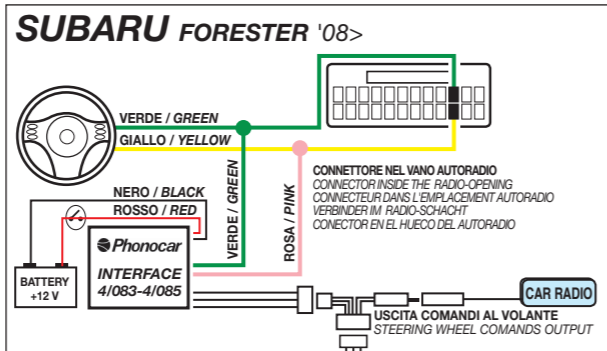 SUBARU FORESTER '08>
VERDE / GREEN
GIALLO / YELLOW
NERO / BLACK
ROSSO / RED
VERDE / GREEN
ROSA / PINK
CONNETTORE NEL VANO AUTORADIO
CONNECTOR INSIDE THE RADIO-OPENING
CONNECTEUR DANS L'EMPLACEMENT AUTORADIO
VERBINDER IM RADIO-SCHACHT
CONECTOR EN EL HUECO DEL AUTORADIO
Phonocar
INTERFACE
4/083-4/085
BATTERY
+12 V
CAR RADIO
USCITA COMANDI AL VOLANTE
STEERING WHEEL COMANDS OUTPUT